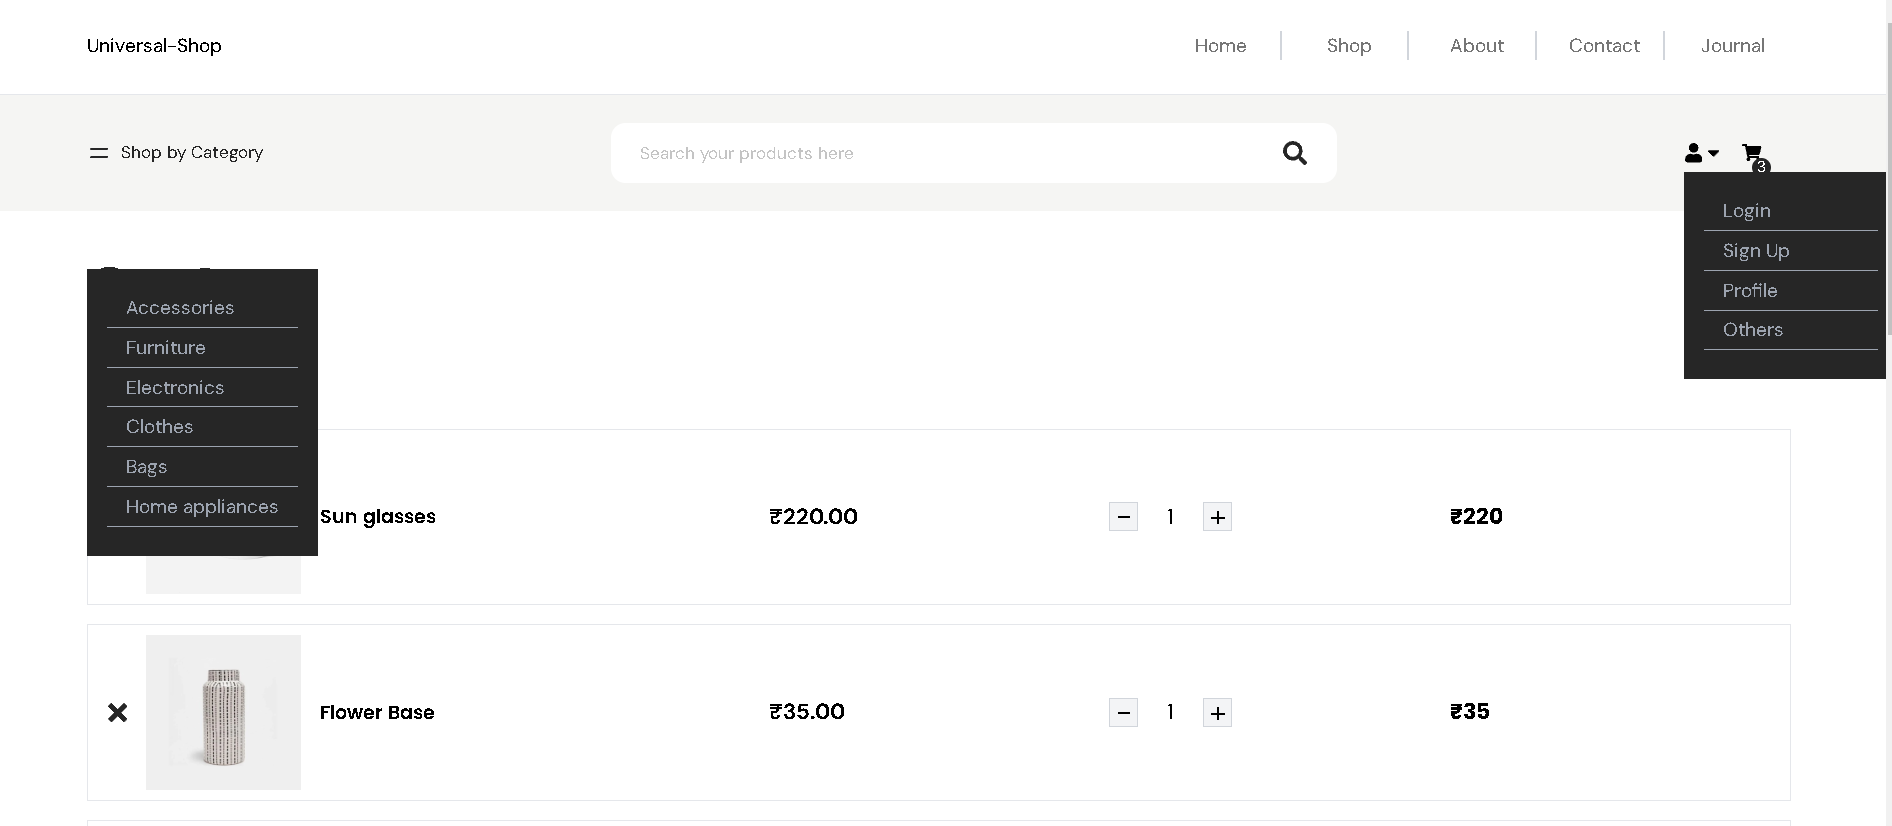 Universal-Shop
Home
Shop
About
Contact
Journal
Shop by Category
Search your products here
3
Login
Sign Up
Profile
Others
Accessories
Furniture
Electronics
Clothes
Bags
Home appliances
Sun glasses ₹220.00 − 1 + ₹220
Flower Base ₹35.00 − 1 + ₹35